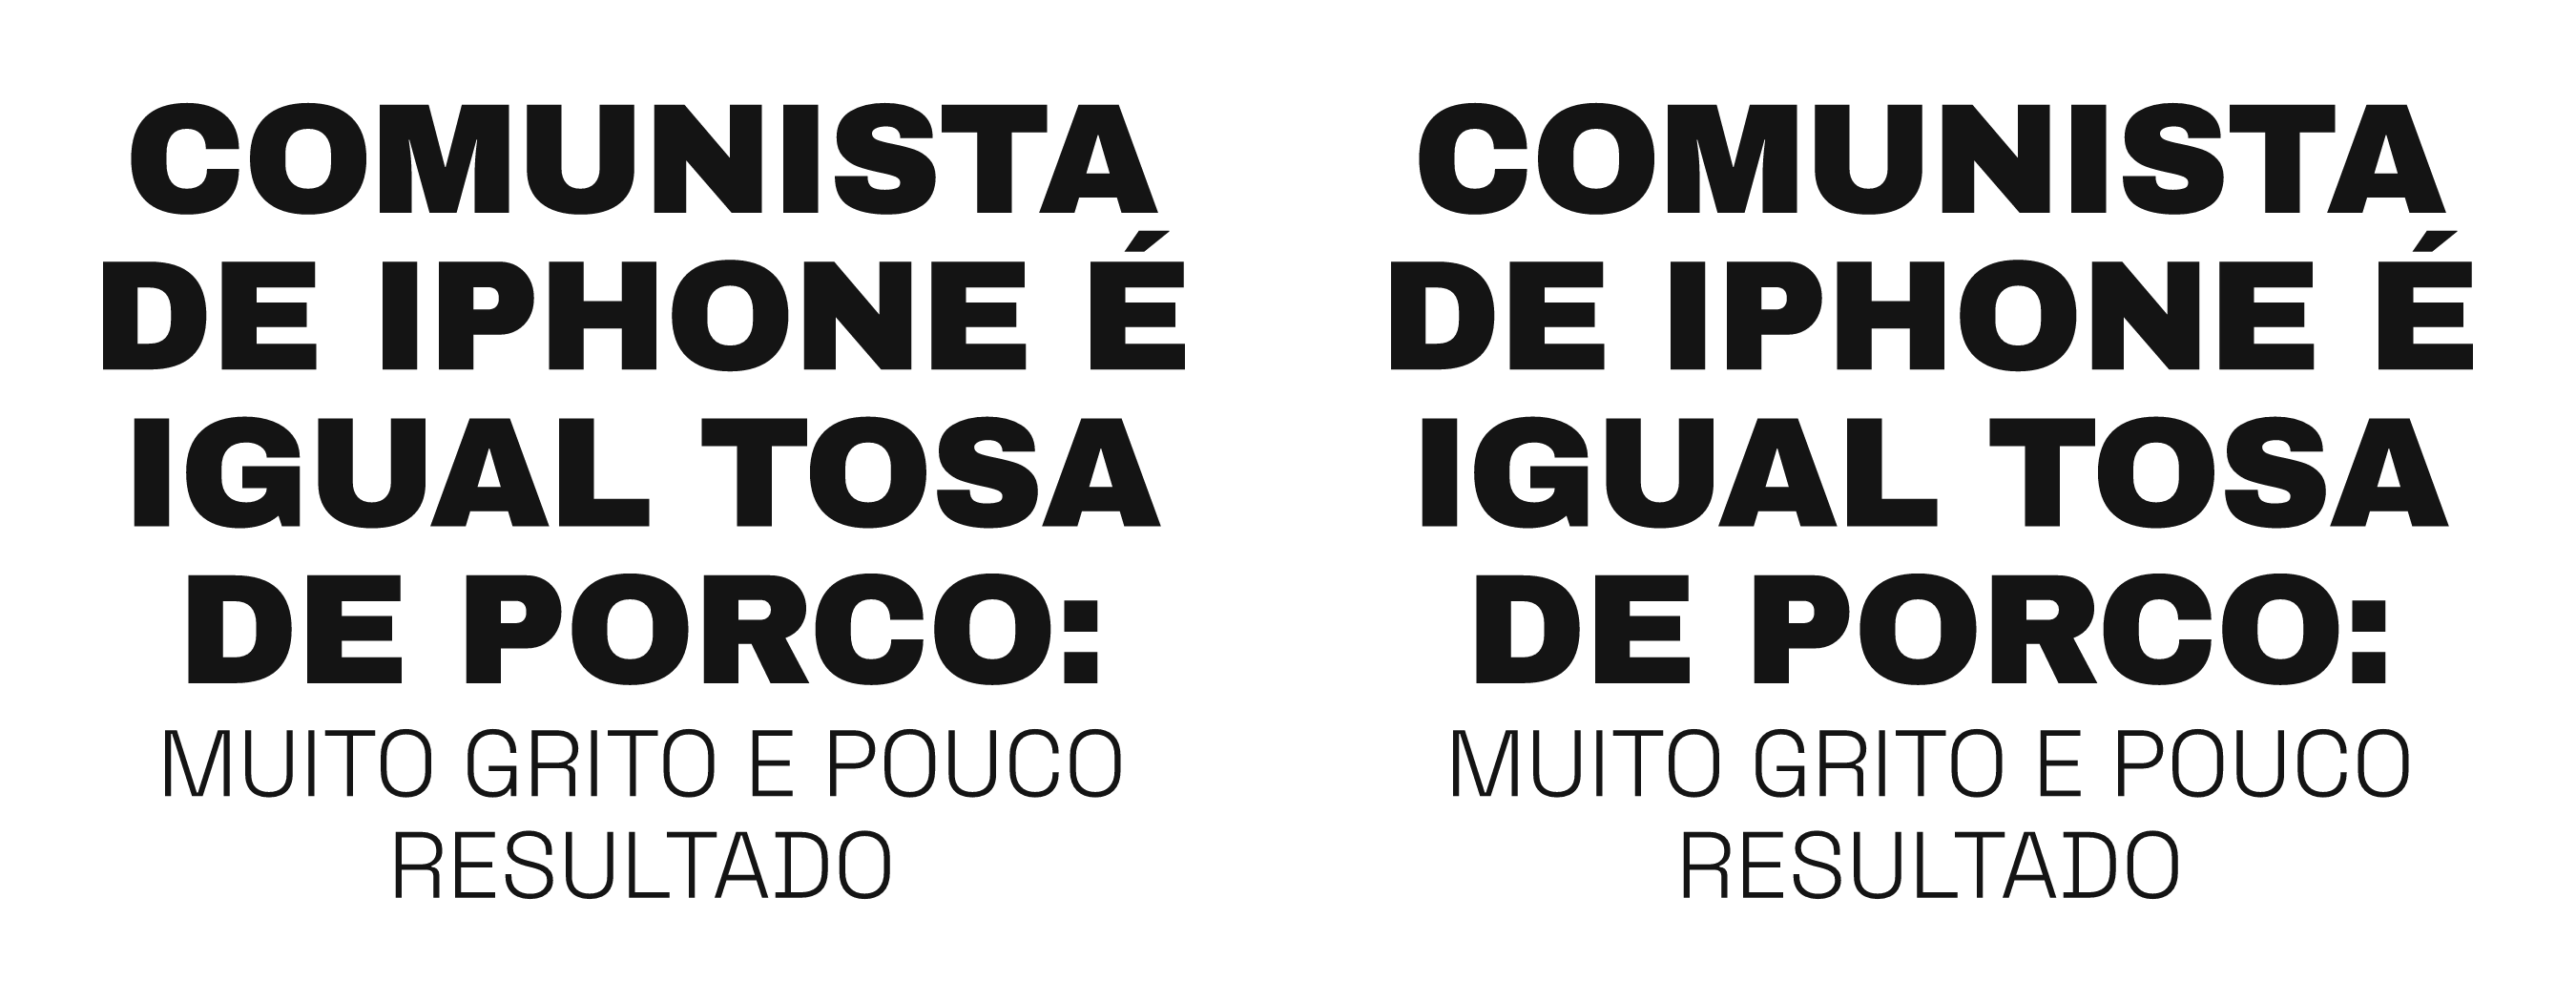 COMUNISTA
DE IPHONE É
IGUAL TOSA
DE PORCO:
MUITO GRITO E POUCO
RESULTADO
COMUNISTA
DE IPHONE É
IGUAL TOSA
DE PORCO:
MUITO GRITO E POUCO
RESULTADO